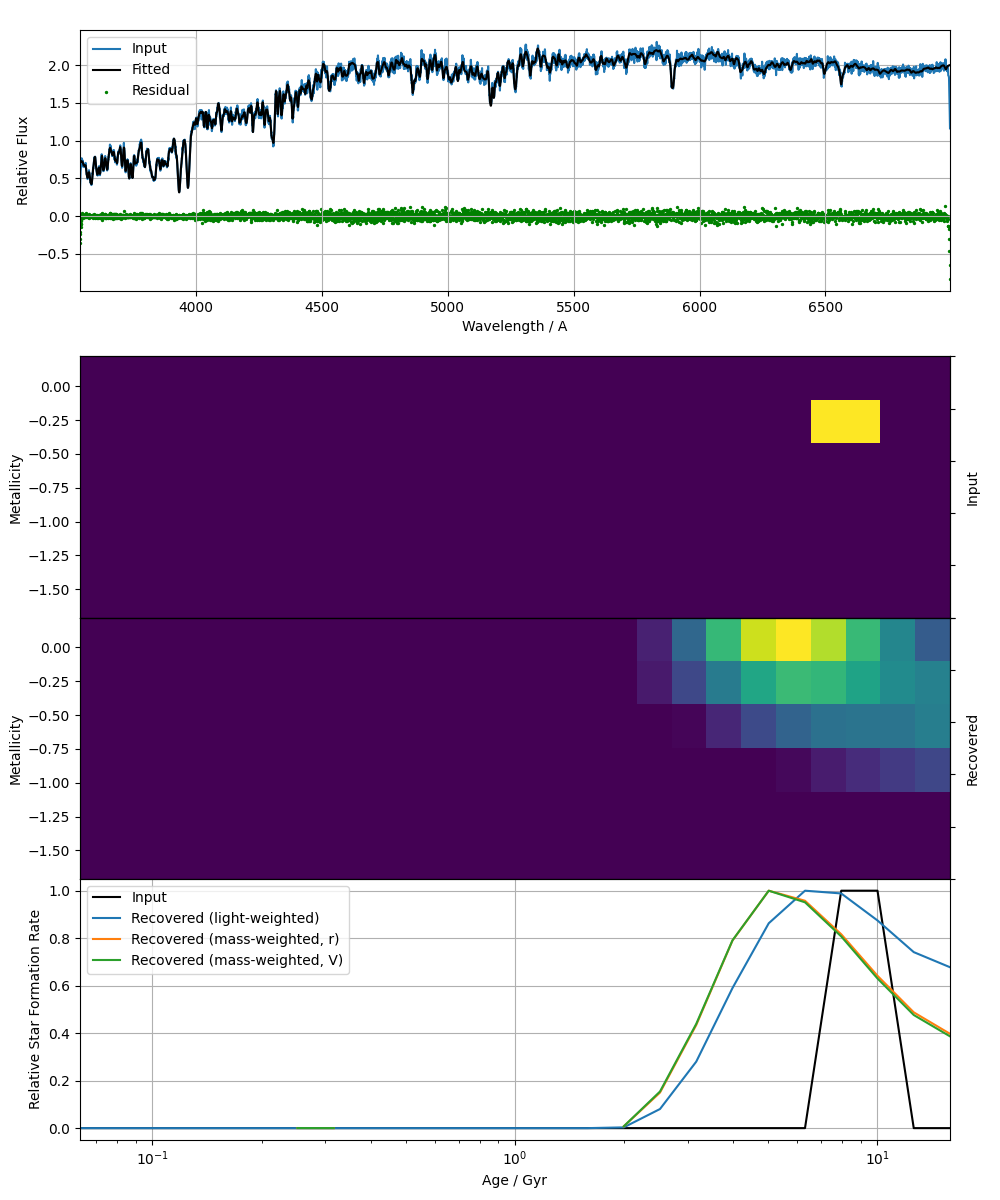 Input
Fitted
Residual
2.0
1.5
1.0
0.5
0.0
−0.5
Relative Flux
4000 4500 5000 5500 6000 6500
Wavelength / A
0.00
−0.25
−0.50
−0.75
−1.00
−1.25
−1.50
Metallicity
Input
0.00
−0.25
−0.50
−0.75
−1.00
−1.25
−1.50
Metallicity
Recovered
Input
Recovered (light-weighted)
Recovered (mass-weighted, r)
Recovered (mass-weighted, V)
1.0
0.8
0.6
0.4
0.2
0.0
Relative Star Formation Rate
10⁻¹ 10⁰ 10¹
Age / Gyr